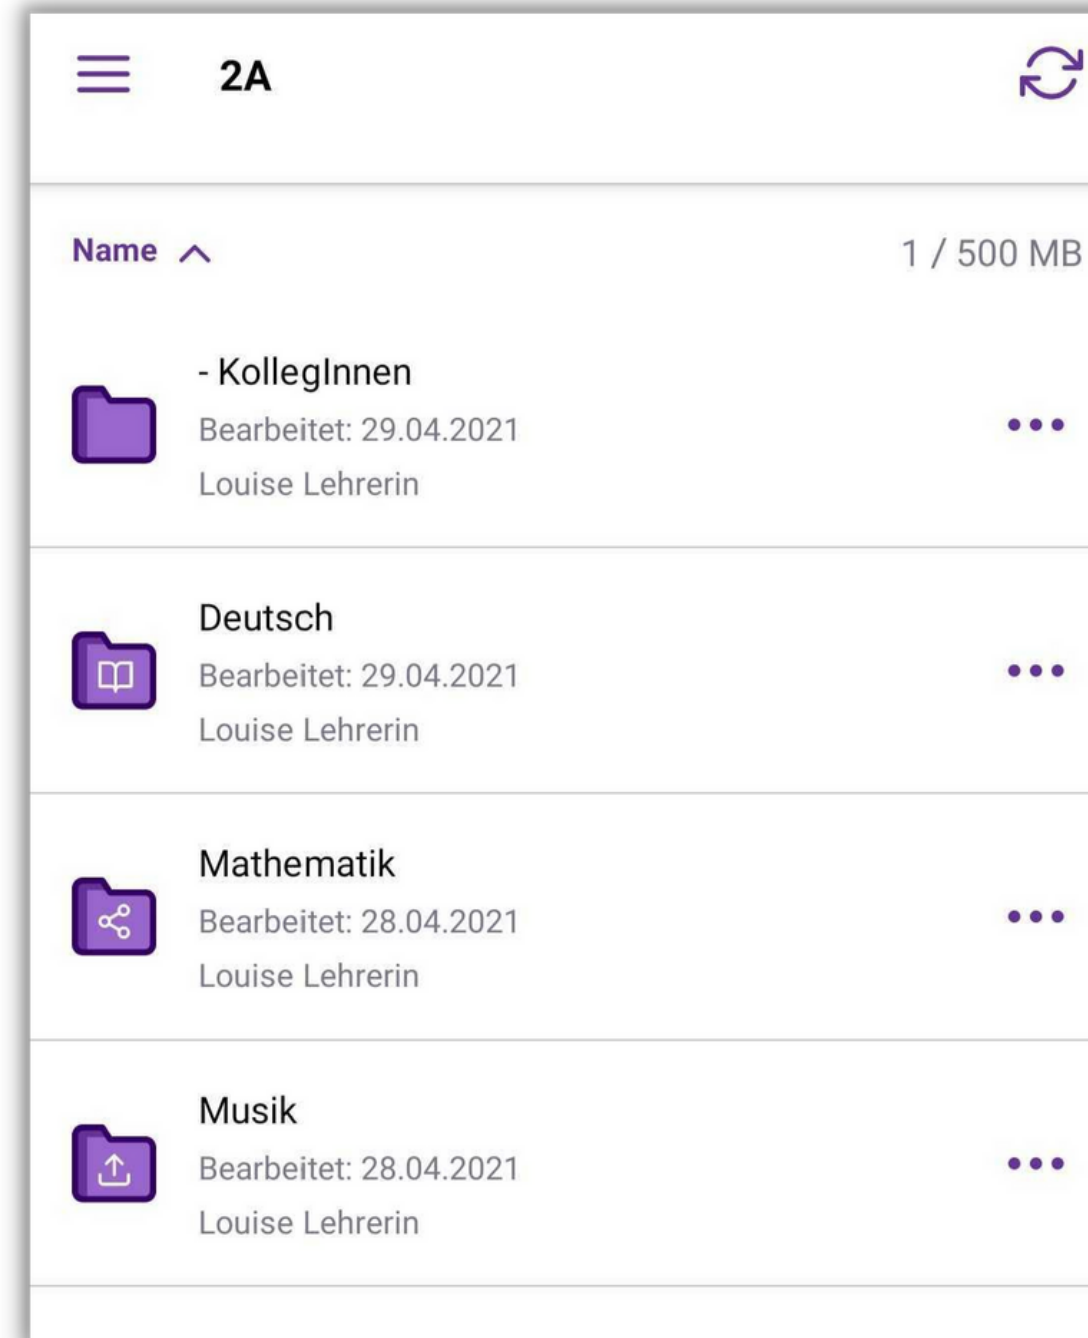 2A
Name
1 / 500 MB
- KollegInnen
Bearbeitet: 29.04.2021
Louise Lehrerin
Deutsch
Bearbeitet: 29.04.2021
Louise Lehrerin
Mathematik
Bearbeitet: 28.04.2021
Louise Lehrerin
Musik
Bearbeitet: 28.04.2021
Louise Lehrerin